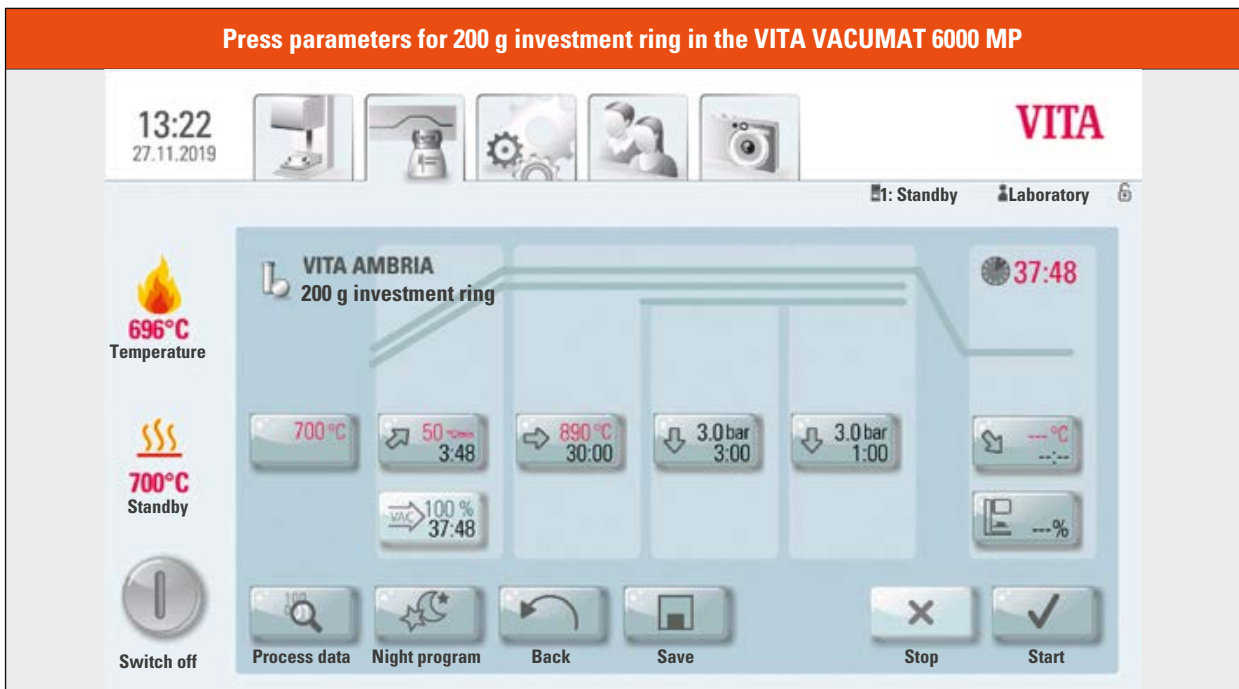 Press parameters for 200 g investment ring in the VITA VACUMAT 6000 MP
13:22
27.11.2019
VITA
1: Standby
Laboratory
VITA AMBRIA
200 g investment ring
37:48
696°C
Temperature
700°C
Standby
700 °C
50 °C/min
3:48
890 °C
30:00
3.0 bar
3:00
3.0 bar
1:00
--- °C
--:--
VAC 100 %
37:48
---%
Switch off
Process data
Night program
Back
Save
Stop
Start